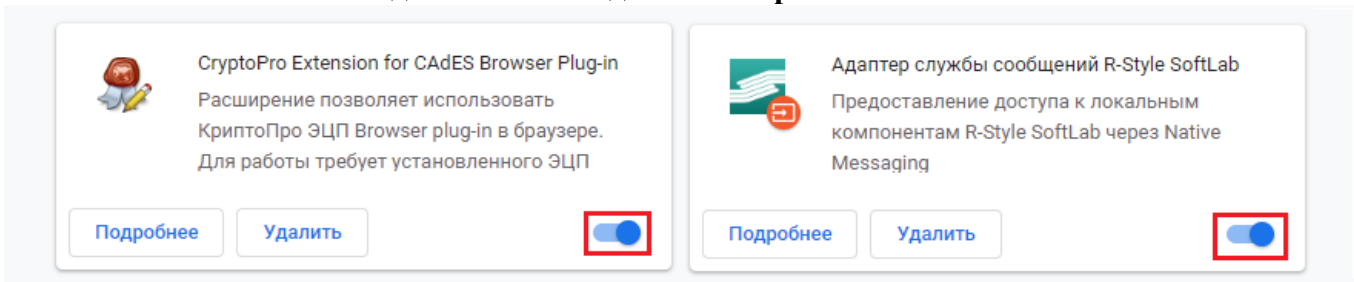 CryptoPro Extension for CAdES Browser Plug-in
Расширение позволяет использовать
КриптоПро ЭЦП Browser plug-in в браузере.
Для работы требует установленного ЭЦП
Подробнее
Удалить
Адаптер службы сообщений R-Style SoftLab
Предоставление доступа к локальным
компонентам R-Style SoftLab через Native
Messaging
Подробнее
Удалить